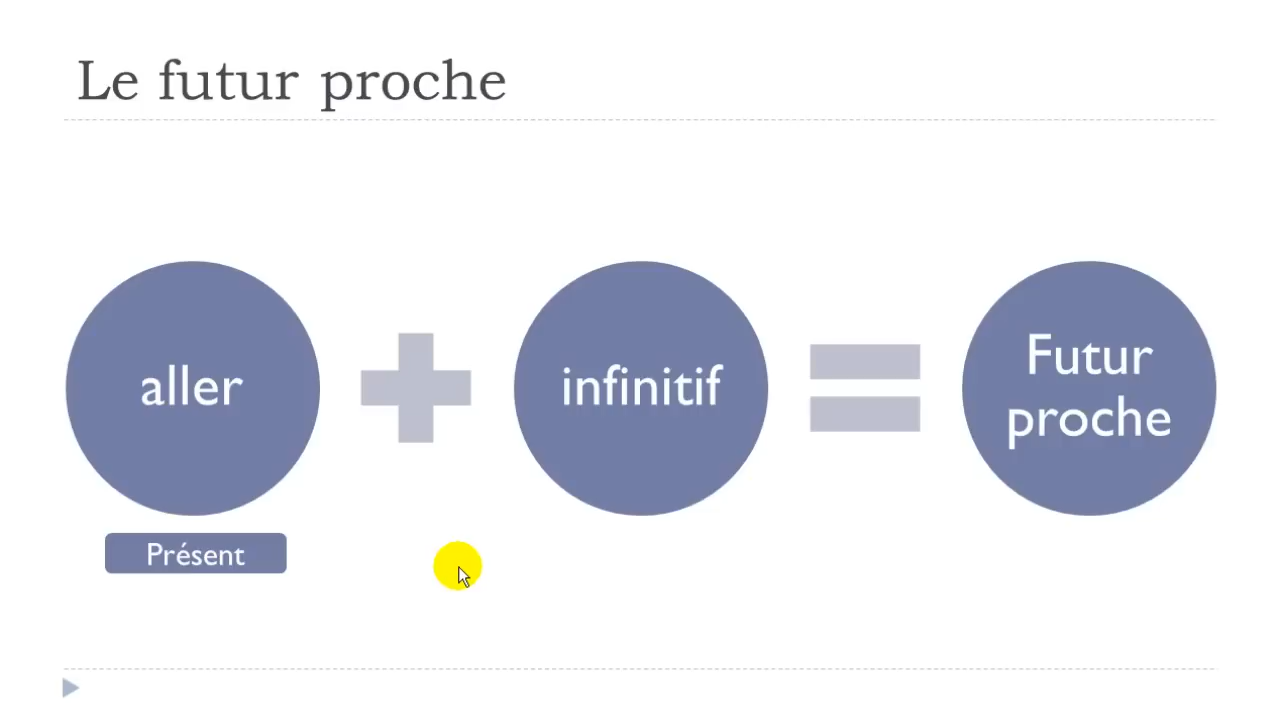 Le futur proche
aller
infinitif
Futur
proche
Présent